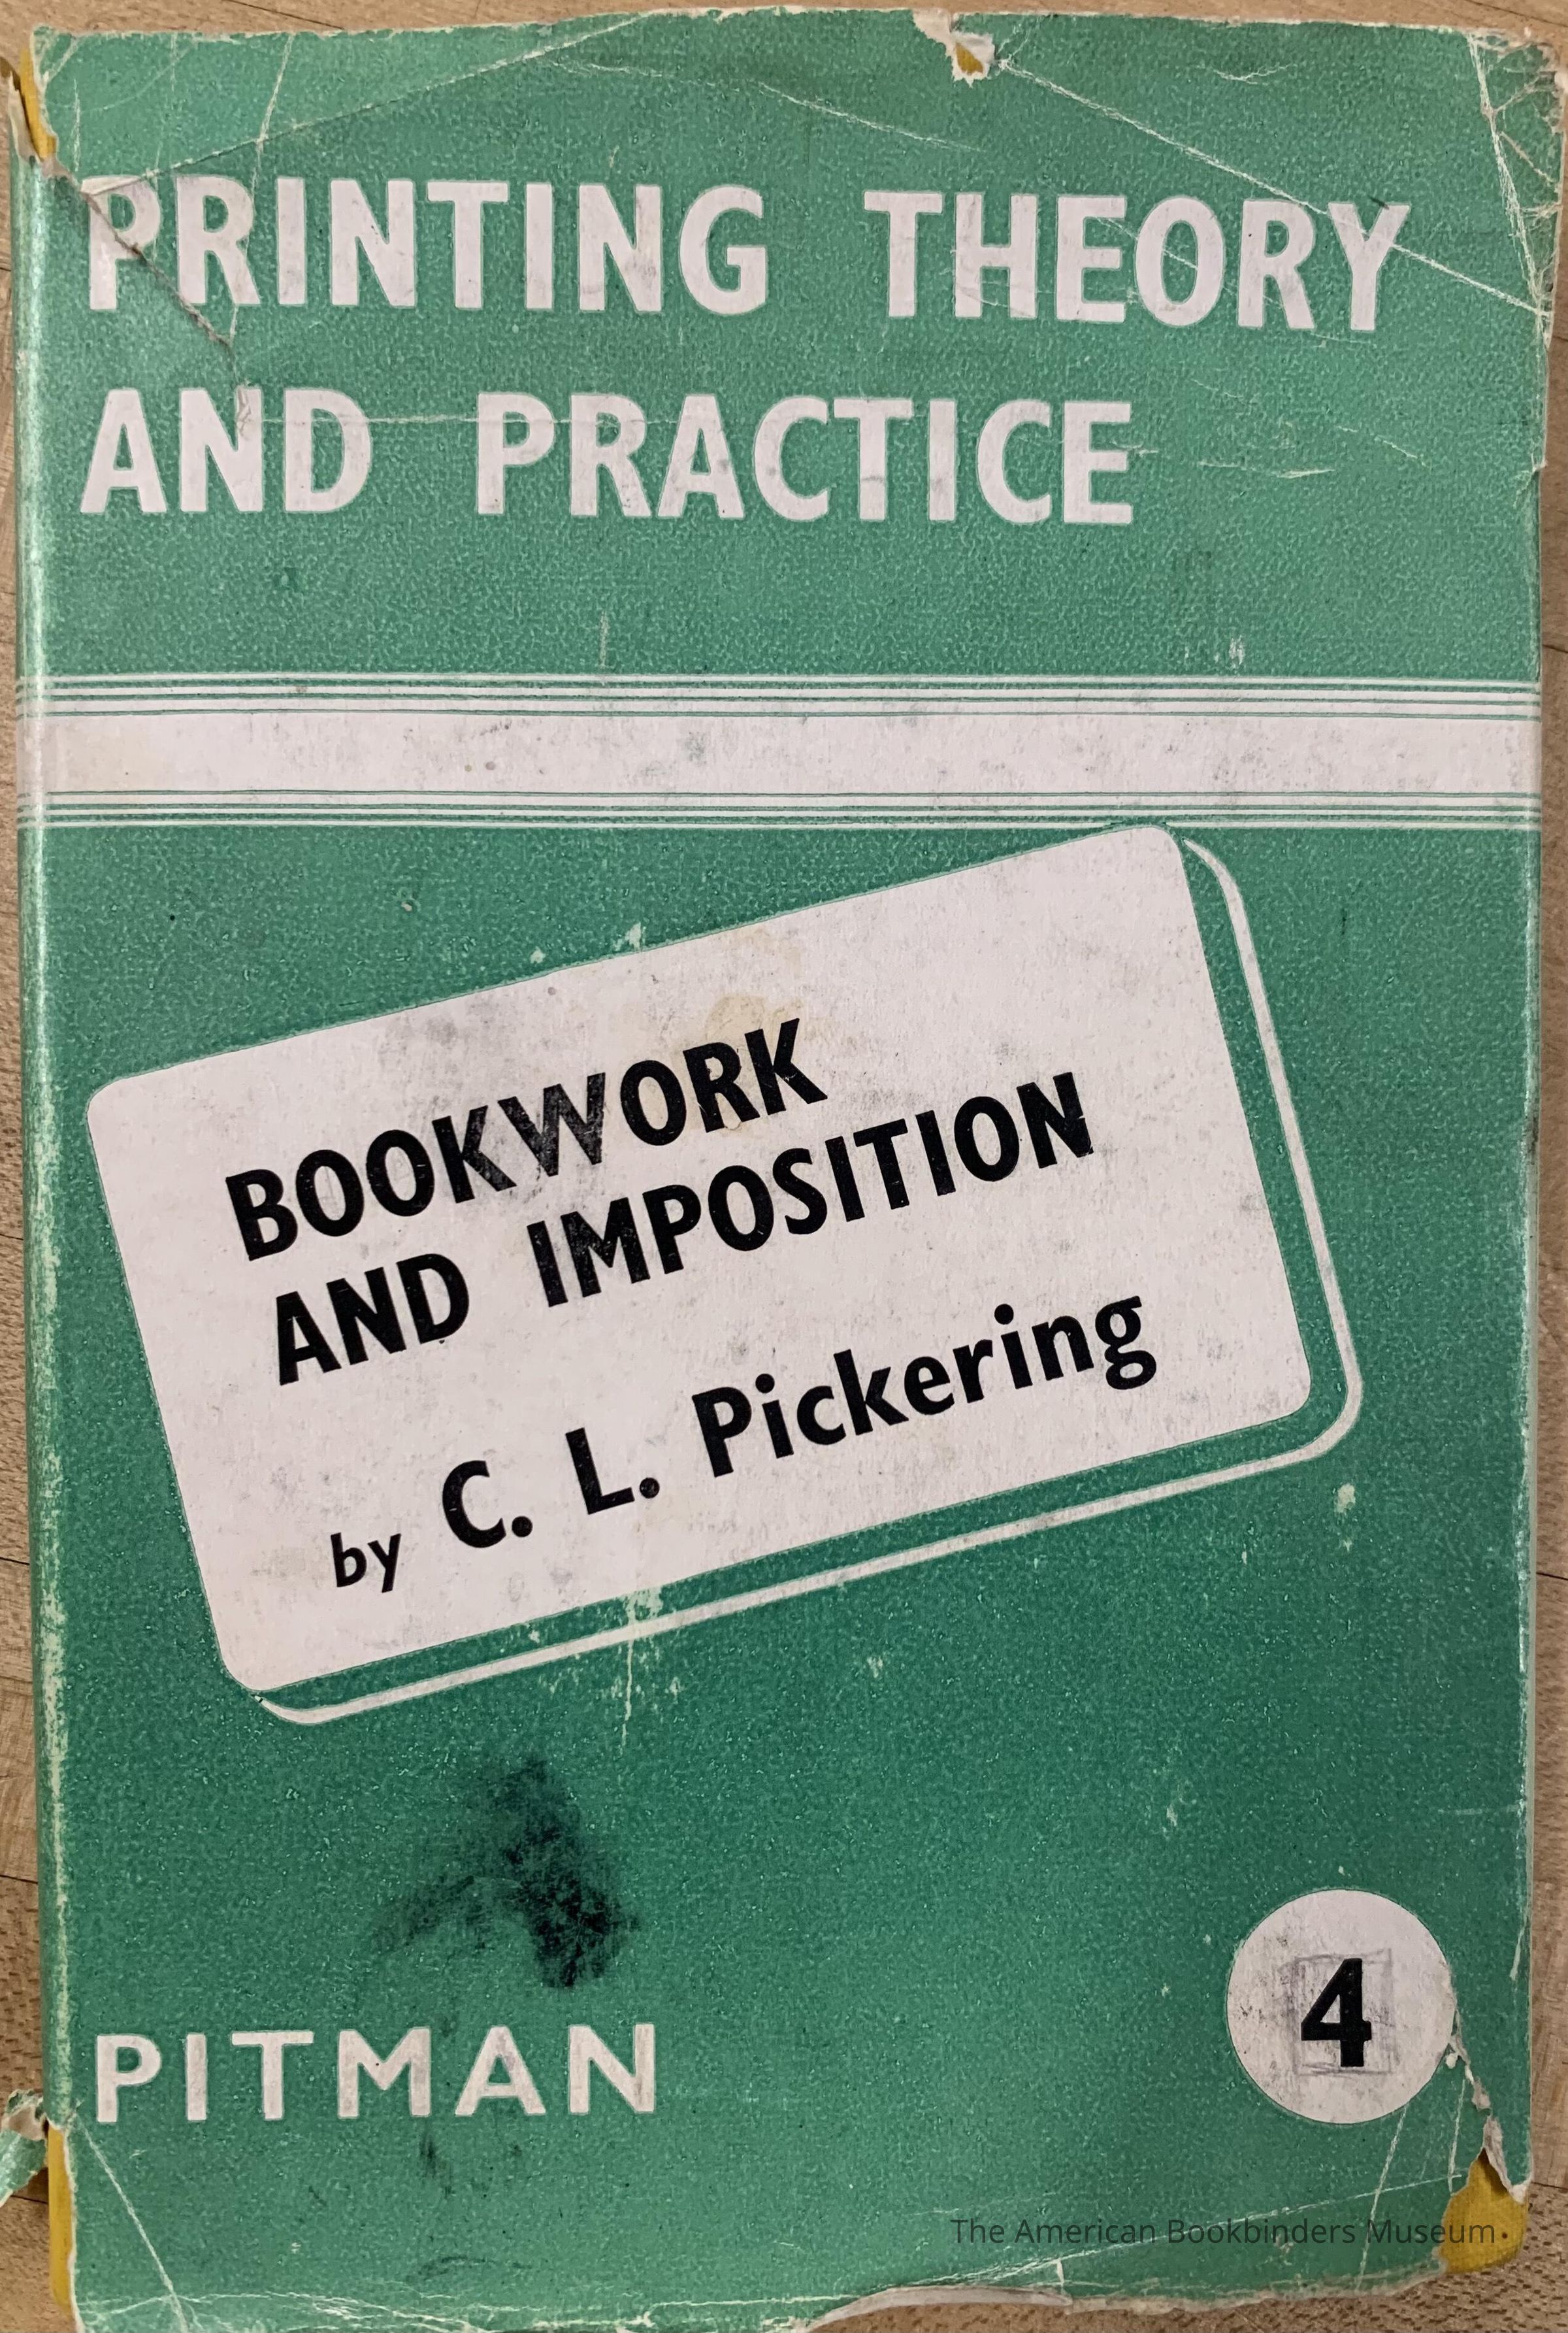 PRINTING THEORY
AND PRACTICE
BOOKWORK
AND IMPOSITION
by C. L. Pickering
PITMAN
4
The American Bookbinders Museum